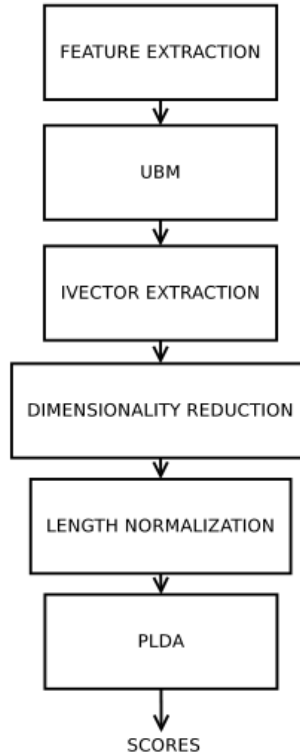 FEATURE EXTRACTION
UBM
IVECTOR EXTRACTION
DIMENSIONALITY REDUCTION
LENGTH NORMALIZATION
PLDA
SCORES